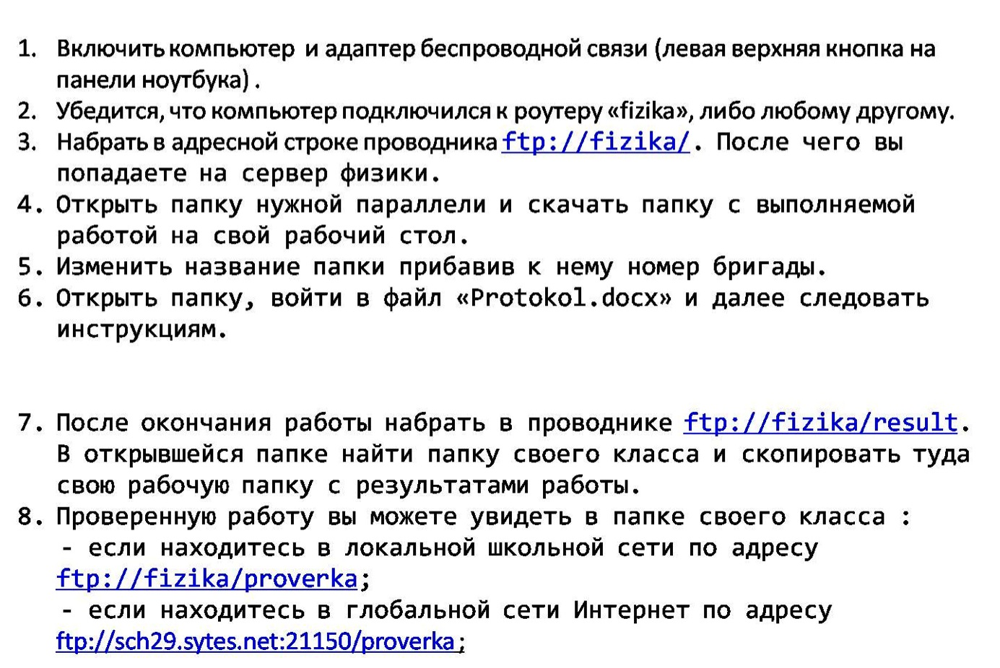 1. Включить компьютер и адаптер беспроводной связи (левая верхняя кнопка на
панели ноутбука) .
2. Убедится, что компьютер подключился к роутеру «fizika», либо любому другому.
3. Набрать в адресной строке проводника ftp://fizika/. После чего вы
попадаете на сервер физики.
4. Открыть папку нужной параллели и скачать папку с выполняемой
работой на свой рабочий стол.
5. Изменить название папки прибавив к нему номер бригады.
6. Открыть папку, войти в файл «Protokol.docx» и далее следовать
инструкциям.
7. После окончания работы набрать в проводнике ftp://fizika/result.
В открывшейся папке найти папку своего класса и скопировать туда
свою рабочую папку с результатами работы.
8. Проверенную работу вы можете увидеть в папке своего класса :
- если находитесь в локальной школьной сети по адресу
ftp://fizika/proverka;
- если находитесь в глобальной сети Интернет по адресу
ftp://sch29.sytes.net:21150/proverka ;